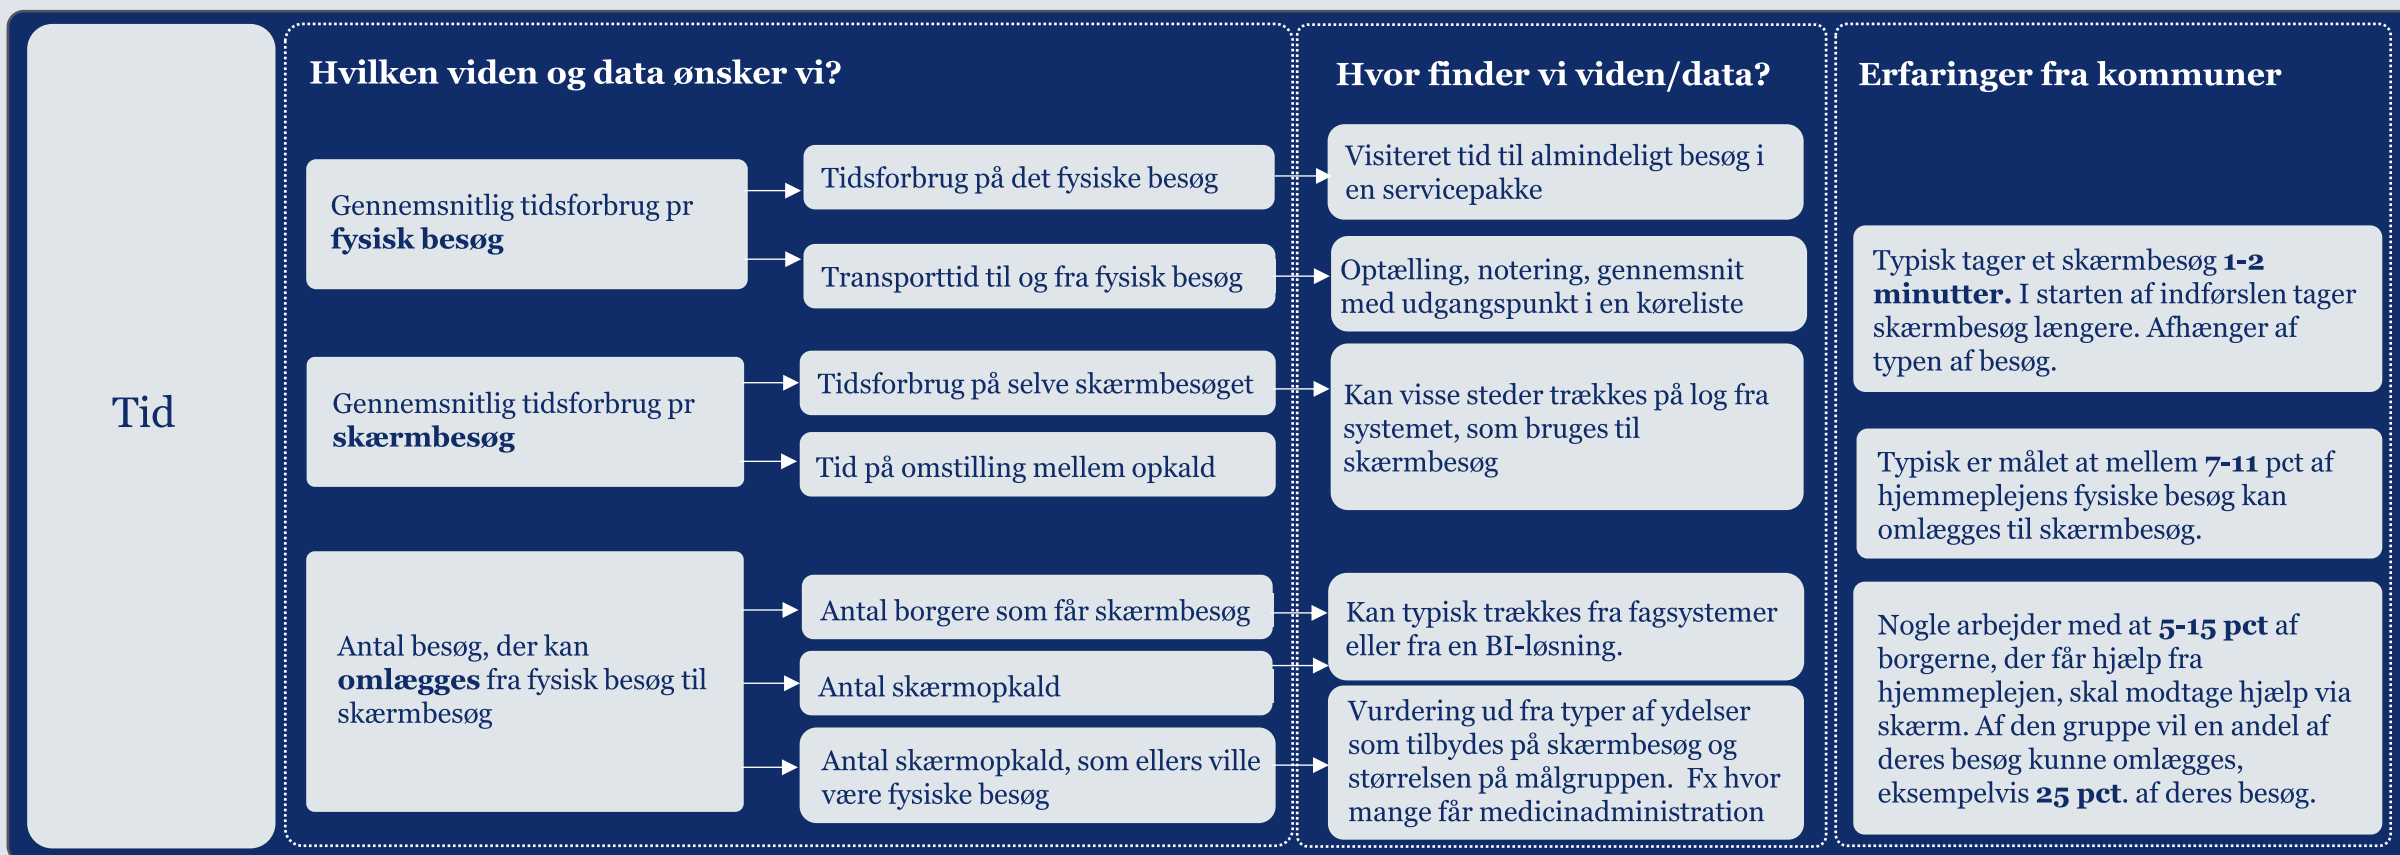 Tid
Hvilken viden og data ønsker vi?
Gennemsnitlig tidsforbrug pr
fysisk besøg
Tidsforbrug på det fysiske besøg
Transporttid til og fra fysisk besøg
Gennemsnitlig tidsforbrug pr
skærmbesøg
Tidsforbrug på selve skærmbesøget
Tid på omstilling mellem opkald
Antal besøg, der kan
omlægges fra fysisk besøg til
skærmbesøg
Antal borgere som får skærmbesøg
Antal skærmopkald
Antal skærmopkald, som ellers ville
være fysiske besøg
Hvor finder vi viden/data?
Visiteret tid til almindeligt besøg i
en servicepakke
Optælling, notering, gennemsnit
med udgangspunkt i en køreliste
Kan visse steder trækkes på log fra
systemet, som bruges til
skærmbesøg
Kan typisk trækkes fra fagsystemer
eller fra en BI-løsning.
Vurdering ud fra typer af ydelser
som tilbydes på skærmbesøg og
størrelsen på målgruppen.  Fx hvor
mange får medicinadministration
Erfaringer fra kommuner
Typisk tager et skærmbesøg 1-2
minutter. I starten af indførslen tager
skærmbesøg længere. Afhænger af
typen af besøg.
Typisk er målet at mellem 7-11 pct af
hjemmeplejens fysiske besøg kan
omlægges til skærmbesøg.
Nogle arbejder med at 5-15 pct af
borgerne, der får hjælp fra
hjemmeplejen, skal modtage hjælp via
skærm. Af den gruppe vil en andel af
deres besøg kunne omlægges,
eksempelvis 25 pct. af deres besøg.